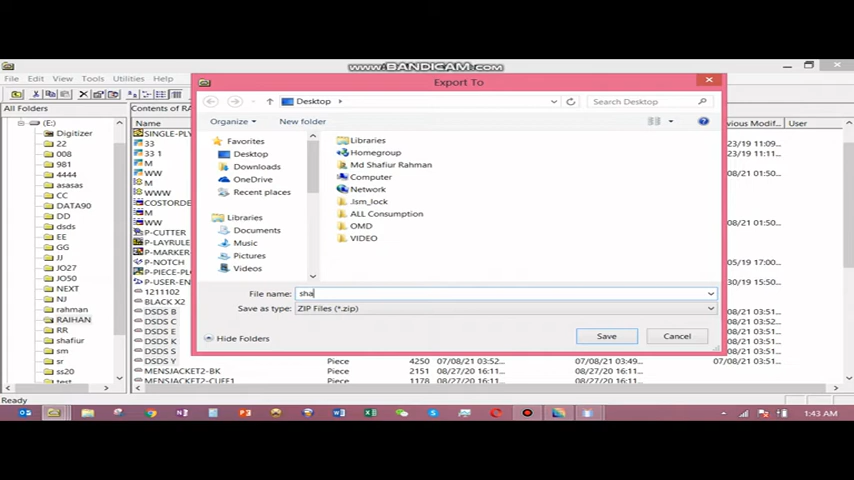 www.BANDICAM.com
File Edit View Tools Utilities Help
Export To
Desktop
Search Desktop
Organize New folder
All Folders
Contents of
Name
revious Modif... User
(E:)
Digitizer
22
008
981
4444
asasas
CC
DATA90
DD
dsds
EE
GG
JJ
JO27
JO50
NEXT
NJ
rahman
RAIHAN
RR
shafiur
sm
sr
ss20
test
SINGLE-PLY
33
33 1
M
WW
M
WWW
COSTORDE
M
WW
P-CUTTER
P-LAYRULE
P-MARKER
P-NOTCH
P-PIECE-PL
P-USER-EN
1211102
BLACK X2
DSDS B
DSDS C
DSDS E
DSDS K
DSDS S
DSDS Y Piece 4250 07/08/21 03:52... 07/08/21 03:49...
MENSJACKET2-BK Piece 2151 08/27/20 16:11... 08/27/20 16:11...
MENSJACKET2-CUFF1 Piece 1178
Favorites
Desktop
Downloads
OneDrive
Recent places
Libraries
Documents
Music
Pictures
Videos
Libraries
Homegroup
Md Shafiur Rahman
Computer
Network
.lsm_lock
ALL Consumption
OMD
VIDEO
File name: sha
Save as type: ZIP Files (*.zip)
Hide Folders
Save Cancel
Ready
1:43 AM